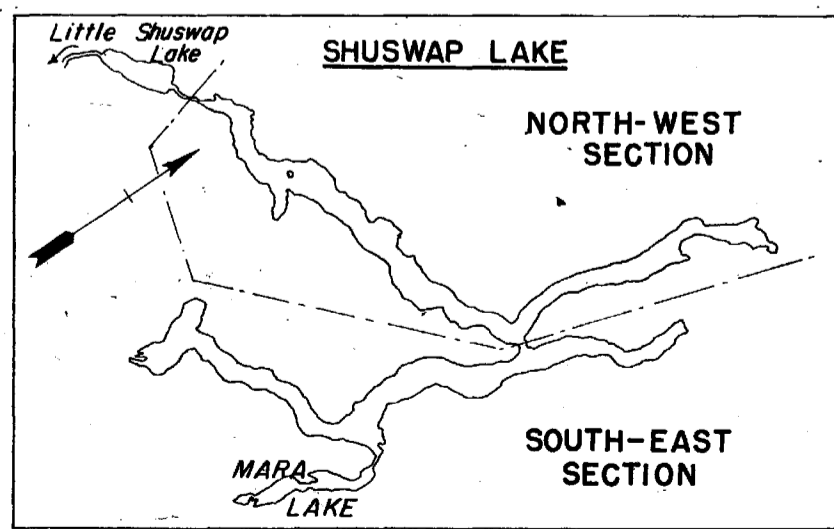 Little Shuswap
Lake
SHUSWAP LAKE
NORTH-WEST
SECTION
SOUTH-EAST
SECTION
MARA
LAKE